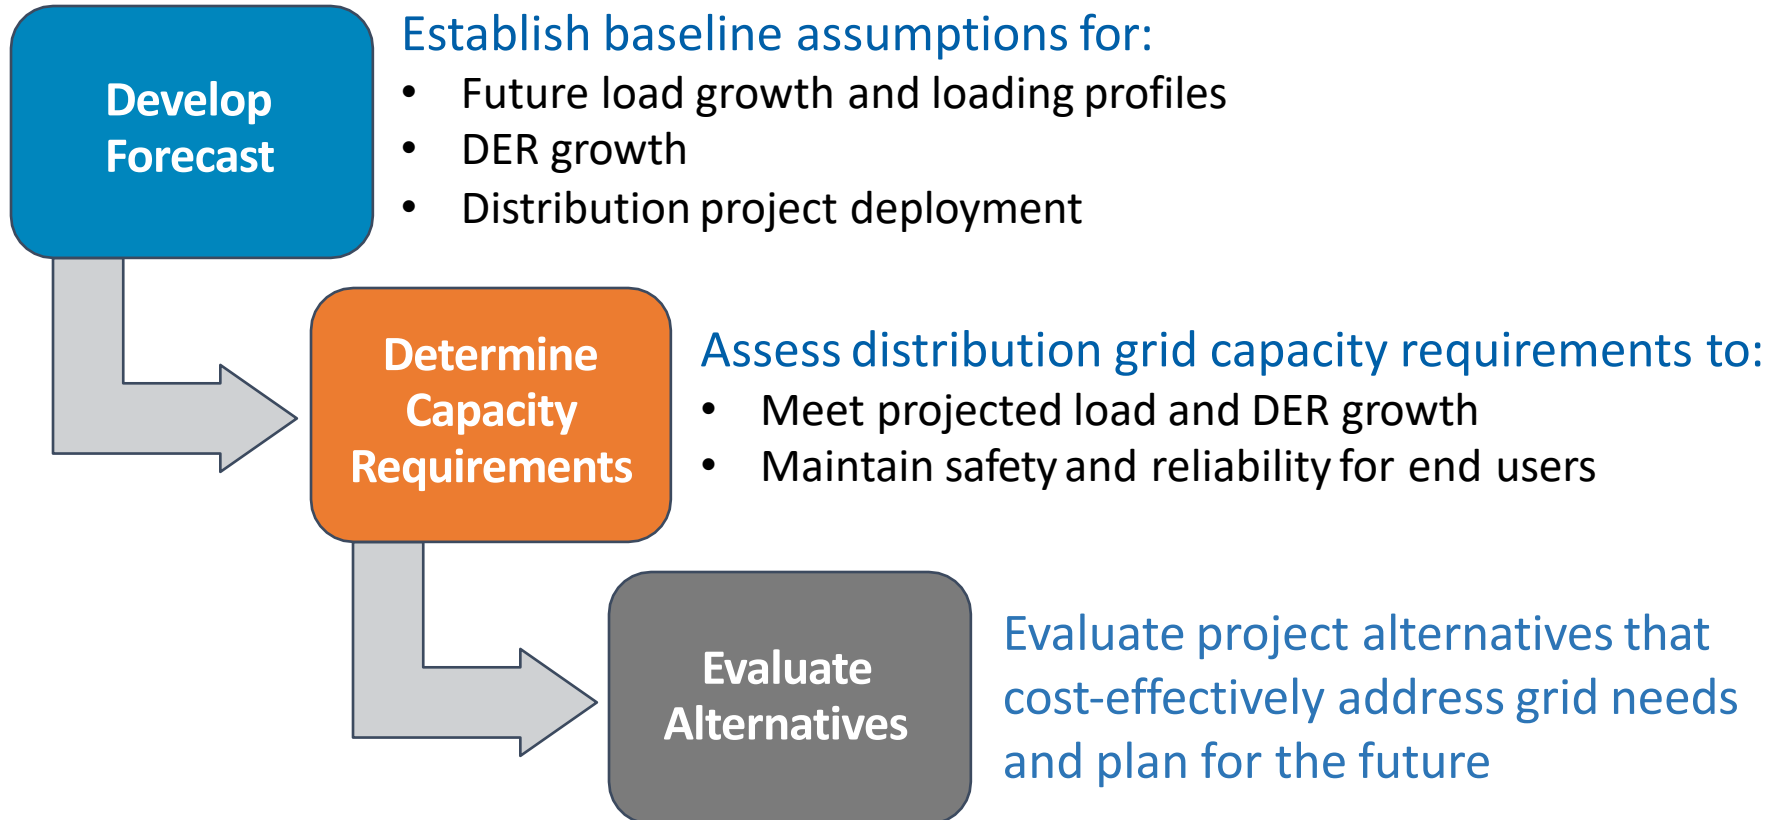 Develop
Forecast
Establish baseline assumptions for:
• Future load growth and loading profiles
• DER growth
• Distribution project deployment
Determine
Capacity
Requirements
Assess distribution grid capacity requirements to:
• Meet projected load and DER growth
• Maintain safety and reliability for end users
Evaluate
Alternatives
Evaluate project alternatives that
cost-effectively address grid needs
and plan for the future